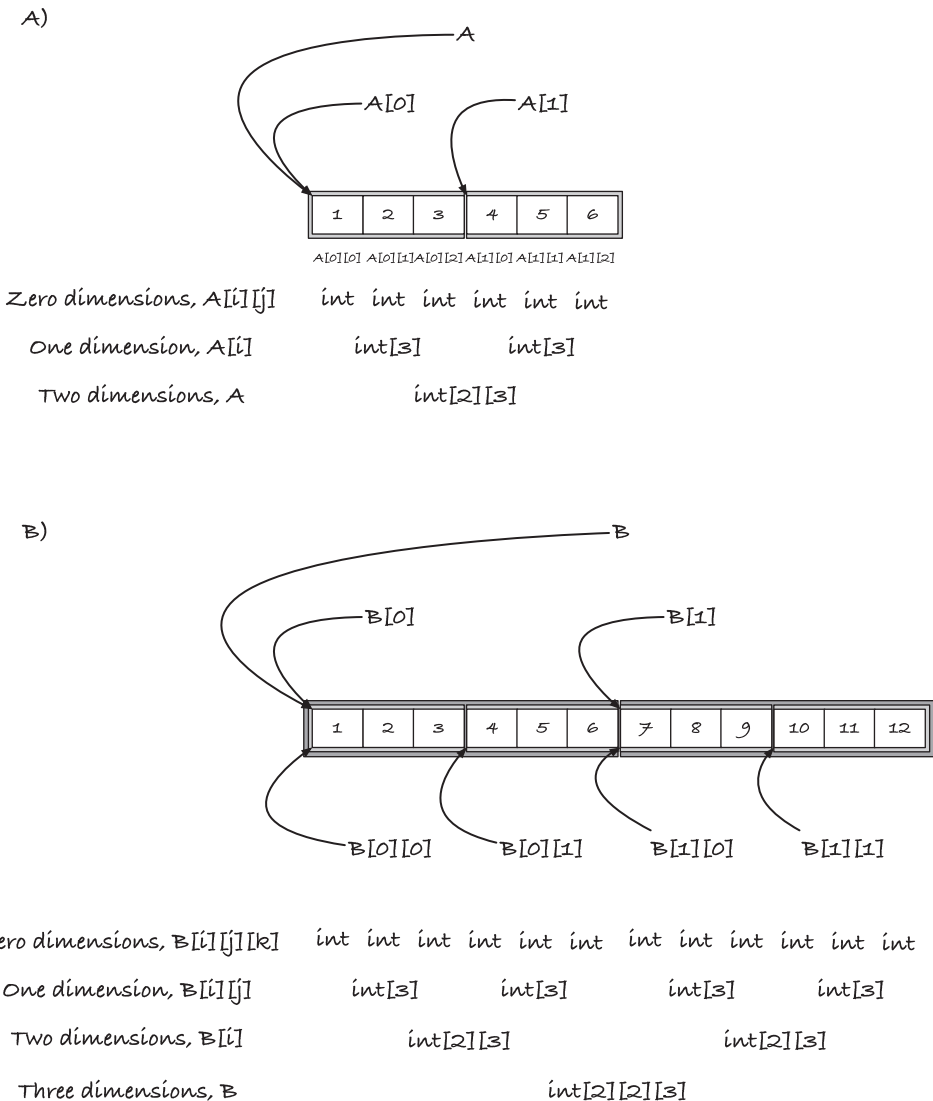 A)
A
A[0] A[1]
1 2 3 4 5 6
A[0][0] A[0][1] A[0][2] A[1][0] A[1][1] A[1][2]
Zero dimensions, A[i][j] int int int int int int
One dimension, A[i] int[3] int[3]
Two dimensions, A int[2][3]
B)
B
B[0] B[1]
1 2 3 4 5 6 7 8 9 10 11 12
B[0][0] B[0][1] B[1][0] B[1][1]
ero dimensions, B[i][j][k] int int int int int int int int int int int int
One dimension, B[i][j] int[3] int[3] int[3] int[3]
Two dimensions, B[i] int[2][3] int[2][3]
Three dimensions, B int[2][2][3]